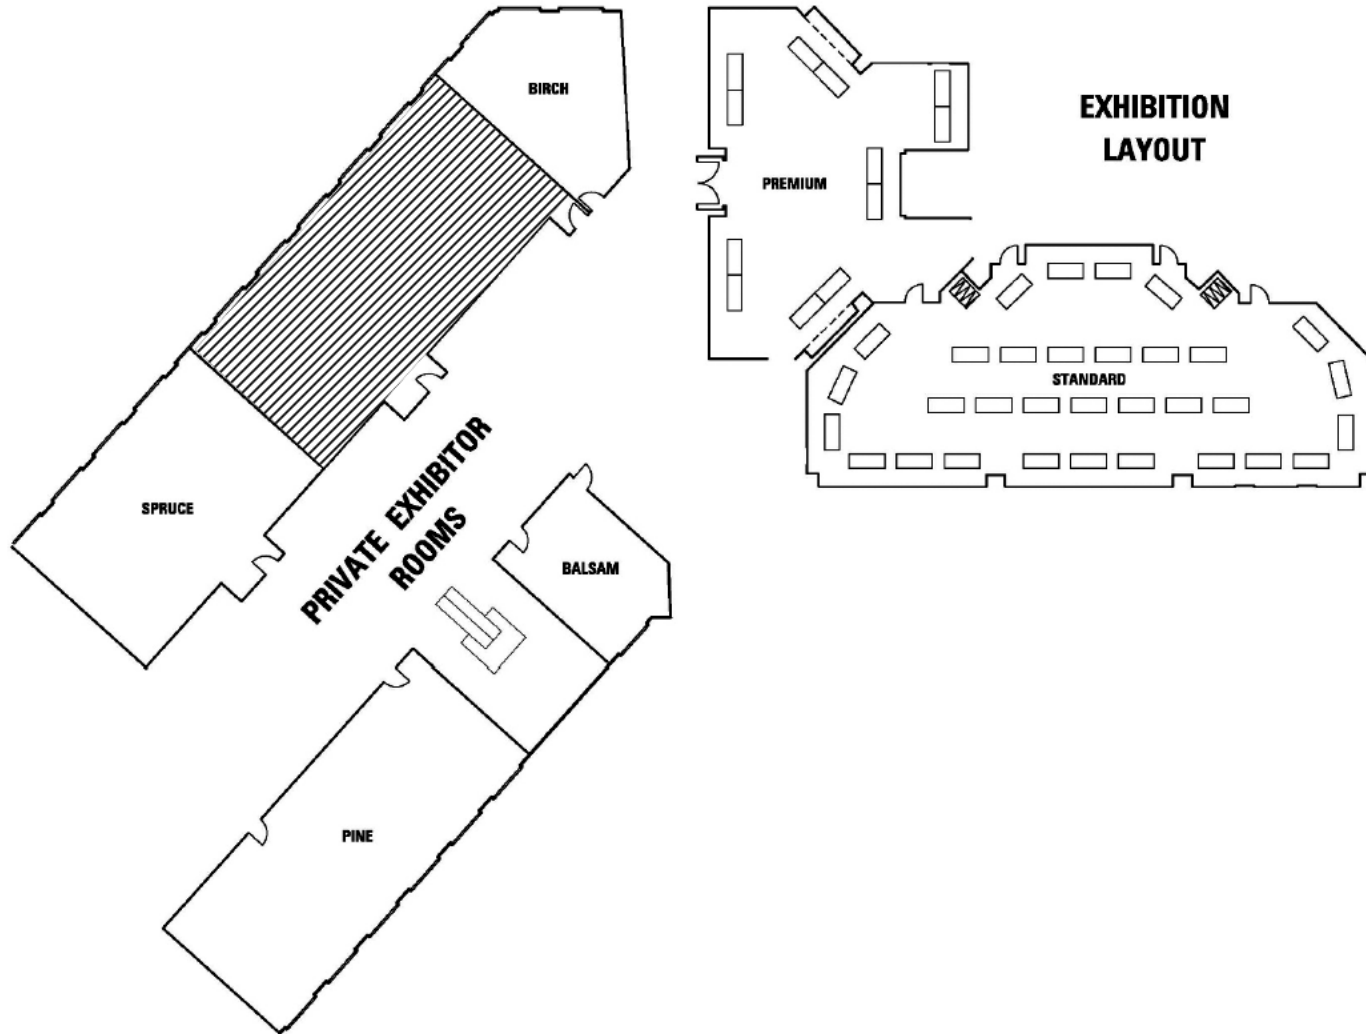 BIRCH
EXHIBITION
LAYOUT
PREMIUM
STANDARD
SPRUCE
PRIVATE EXHIBITOR
ROOMS
BALSAM
PINE